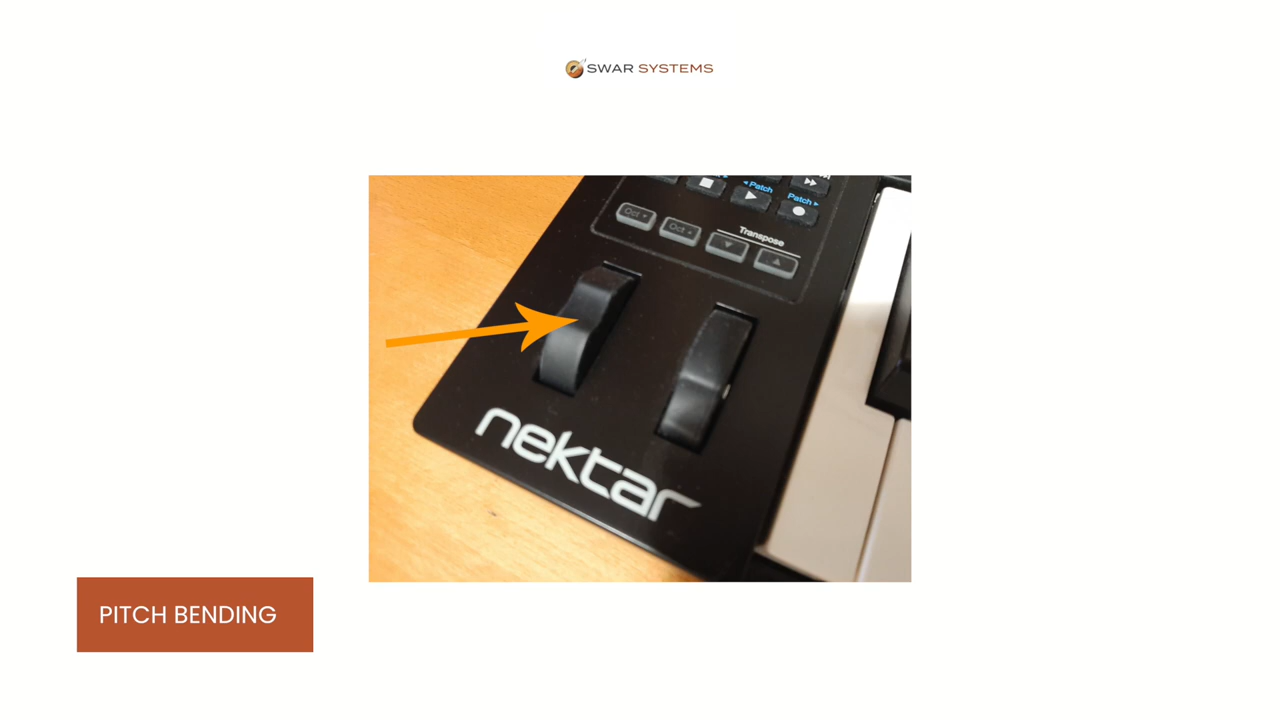 SWAR SYSTEMS
◂Patch
Patch▸
Oct ▾
Oct ▴
Transpose
nektar
PITCH BENDING